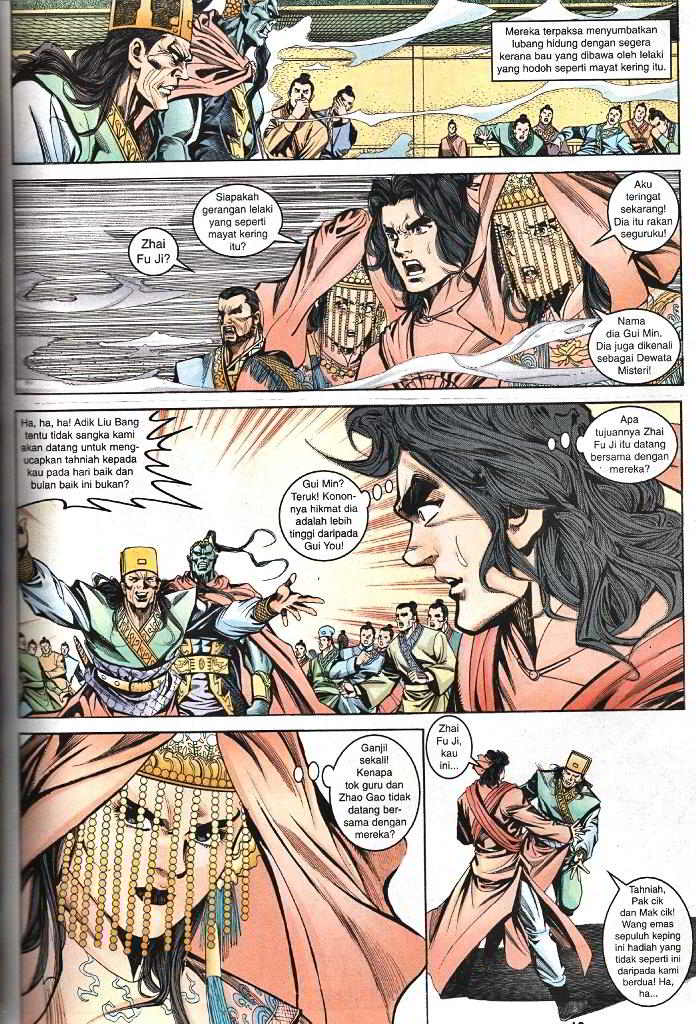 Mereka terpaksa menyumbatkan
lubang hidung dengan segera
kerana bau yang dibawa oleh lelaki
yang hodoh seperti mayat kering itu.
Zhai
Fu Ji?
Siapakah
gerangan lelaki
yang seperti
mayat kering
itu?
Aku
teringat
sekarang!
Dia itu rakan
seguruku!
Nama
dia Gui Min.
Dia juga dikenali
sebagai Dewata
Misteri!
Ha, ha, ha! Adik Liu Bang
tentu tidak sangka kami
akan datang untuk meng-
ucapkan tahniah kepada
kau pada hari baik dan
bulan baik ini bukan?
Gui Min?
Teruk! Konon-
nya hikmat dia
adalah lebih
tinggi daripada
Gui You!
Apa
tujuannya Zhai
Fu Ji itu datang
bersama dengan
mereka?
Ganjil
sekali!
Kenapa
tok guru dan
Zhao Gao tidak
datang ber-
sama dengan
mereka?
Zhai
Fu Ji,
kau
ini...
Tahniah,
Pak cik
dan Mak cik!
Wang emas
sepuluh keping
ini hadiah yang
tidak seperti ini
daripada kami
berdua! Ha,
ha...